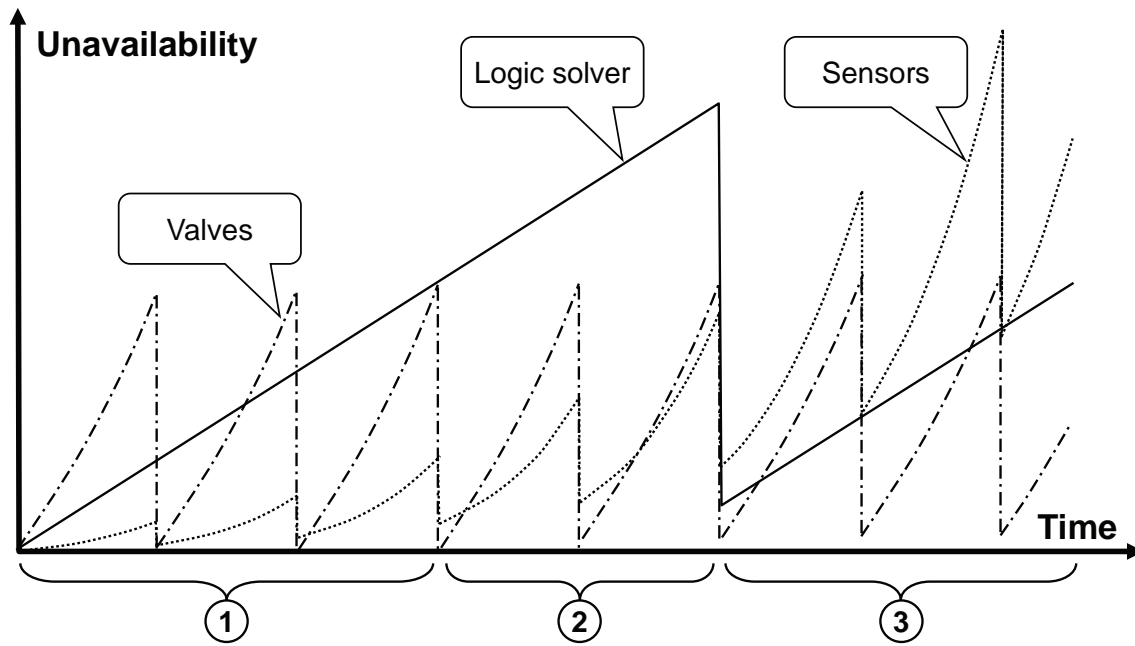 Unavailability
Logic solver
Sensors
Valves
Time
1
2
3